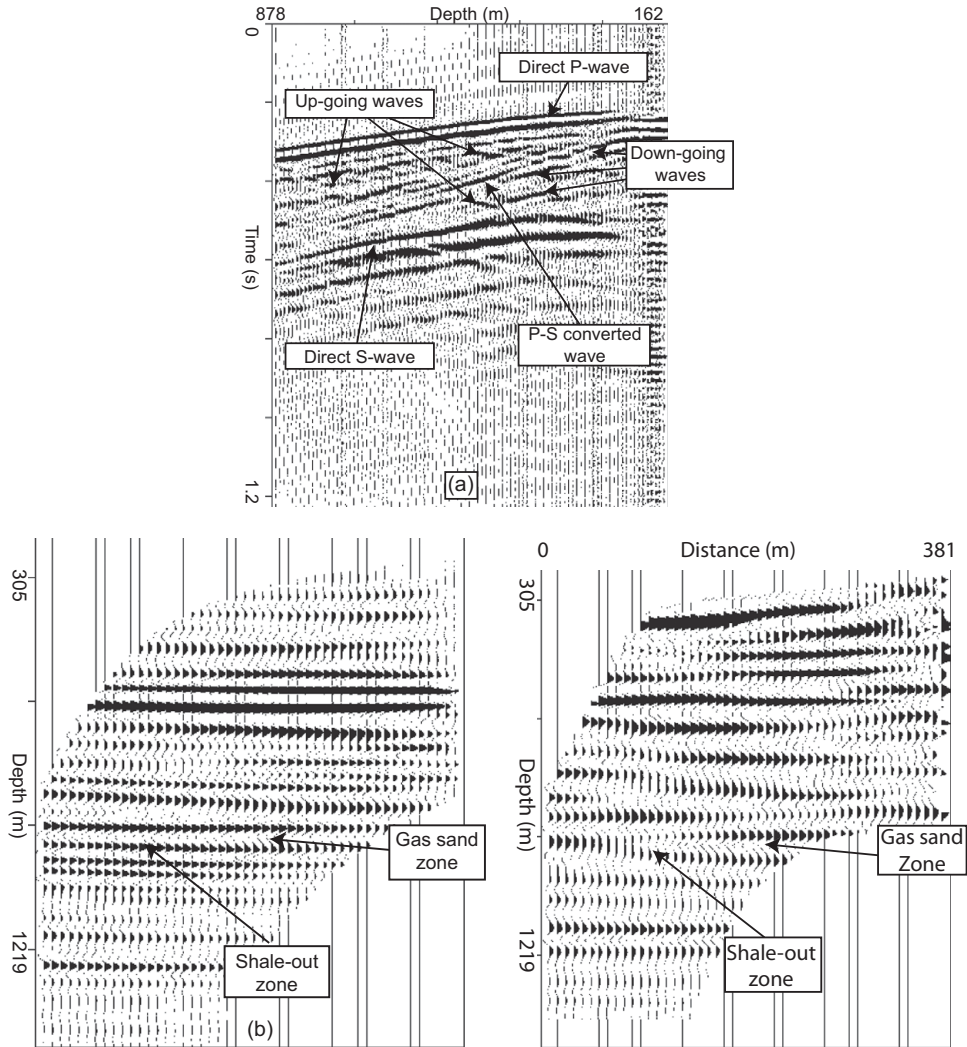 878 Depth (m) 162
0
Direct P-wave
Up-going waves
Down-going
waves
Time (s)
P-S converted
wave
Direct S-wave
1.2
(a)
305
Depth (m)
Gas sand
zone
1219
Shale-out
zone
(b)
0 Distance (m) 381
305
Depth (m)
Gas sand
Zone
1219
Shale-out
zone